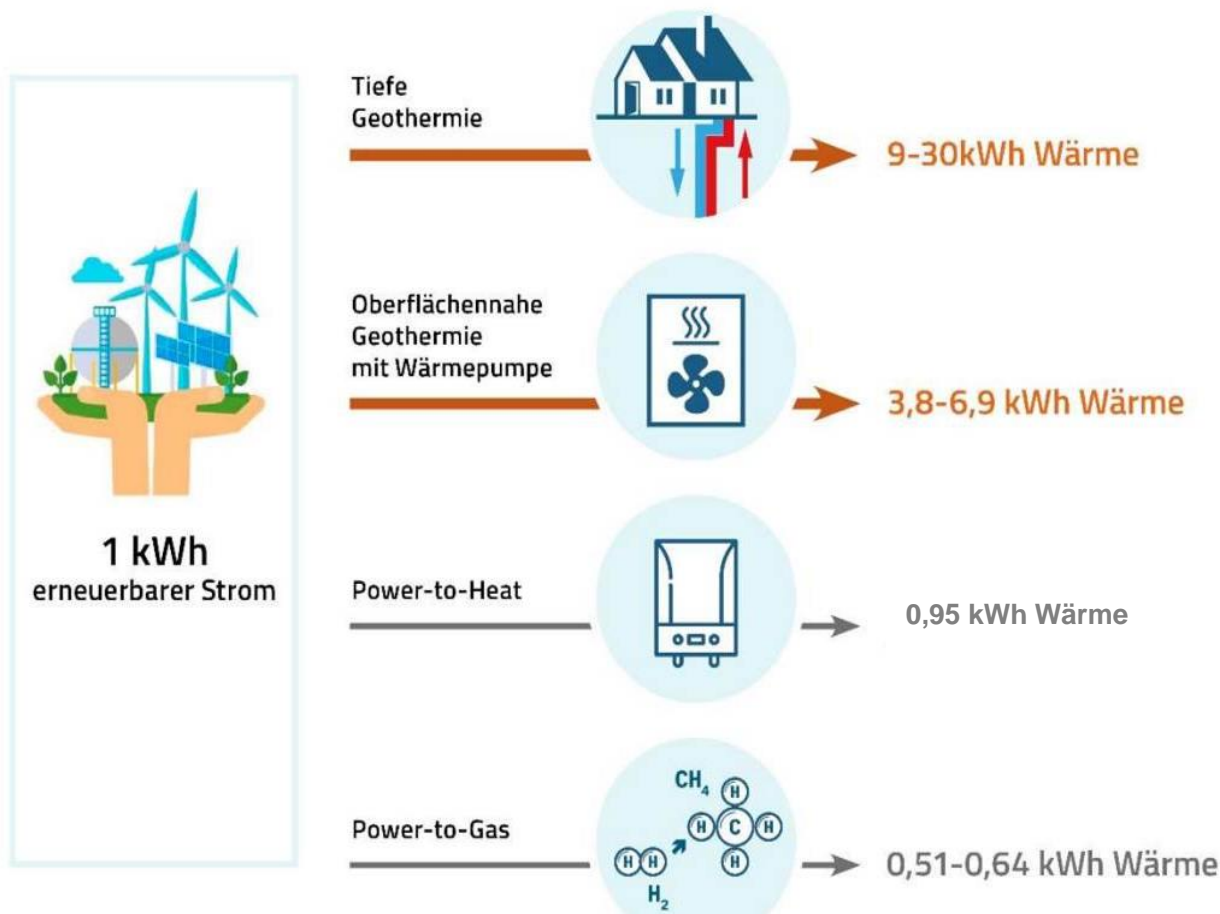 1 kWh
erneuerbarer Strom
Tiefe
Geothermie
9-30kWh Wärme
Oberflächennahe
Geothermie
mit Wärmepumpe
3,8-6,9 kWh Wärme
Power-to-Heat
0,95 kWh Wärme
Power-to-Gas
CH₄
H
H C H
H
H H
H₂
0,51-0,64 kWh Wärme